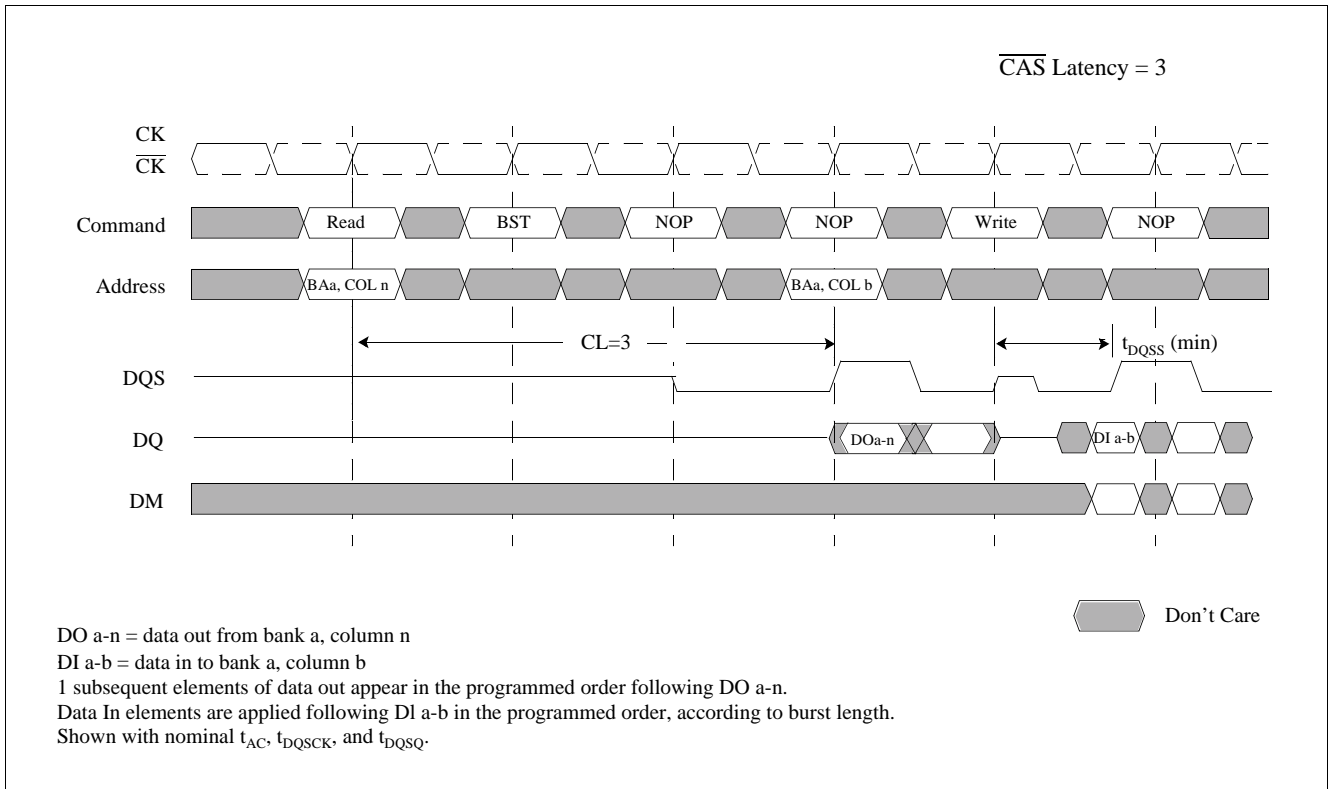 CAS Latency = 3
CK
CK
Command
Read
BST
NOP
NOP
Write
NOP
Address
BAa, COL n
BAa, COL b
CL=3
tDQSS (min)
DQS
DQ
DOa-n
DI a-b
DM
Don't Care
DO a-n = data out from bank a, column n
DI a-b = data in to bank a, column b
1 subsequent elements of data out appear in the programmed order following DO a-n.
Data In elements are applied following Dl a-b in the programmed order, according to burst length.
Shown with nominal tAC, tDQSCK, and tDQSQ.